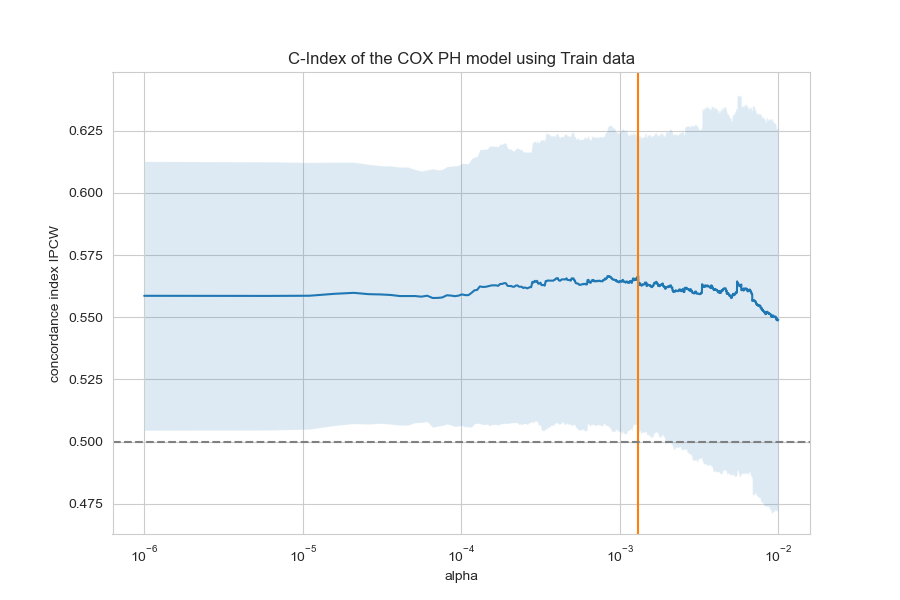 C-Index of the COX PH model using Train data
concordance index IPCW
0.625
0.600
0.575
0.550
0.525
0.500
0.475
10⁻⁶ 10⁻⁵ 10⁻⁴ 10⁻³ 10⁻²
alpha